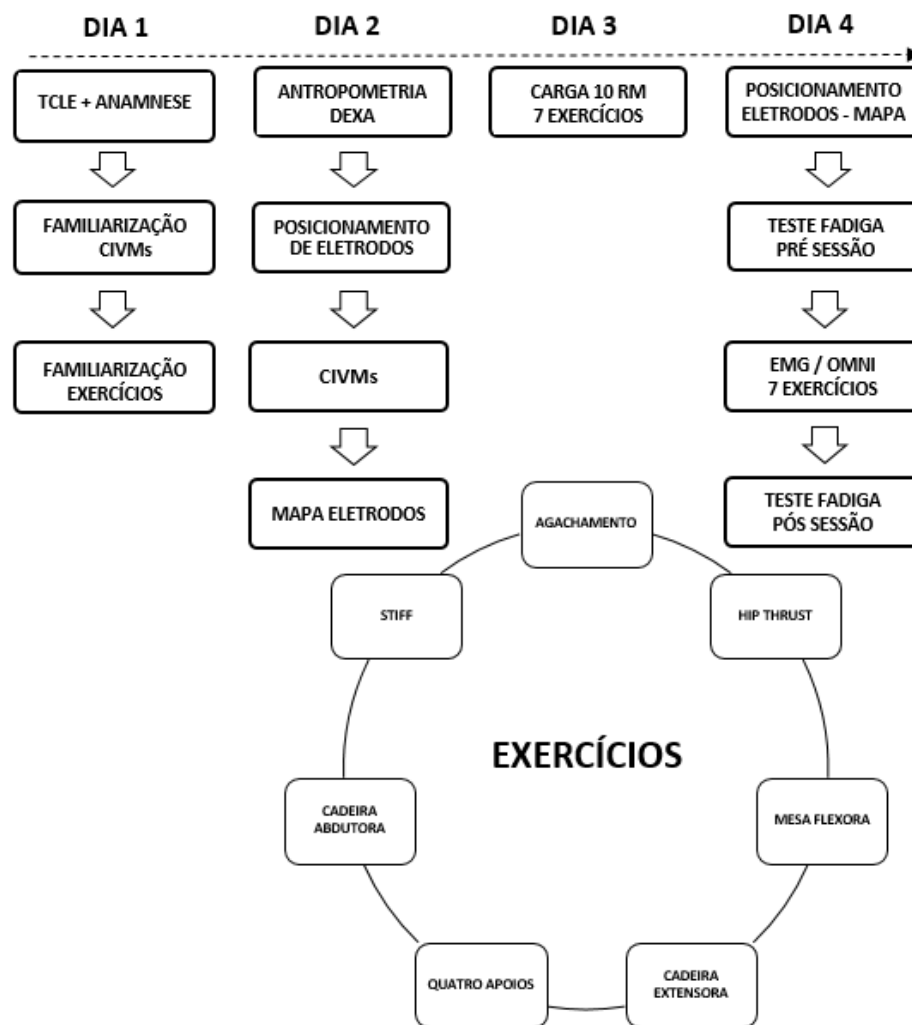 DIA 1
DIA 2
DIA 3
DIA 4
TCLE + ANAMNESE
ANTROPOMETRIA
DEXA
CARGA 10 RM
7 EXERCÍCIOS
POSICIONAMENTO
ELETRODOS - MAPA
FAMILIARIZAÇÃO
CIVMs
POSICIONAMENTO
DE ELETRODOS
TESTE FADIGA
PRÉ SESSÃO
FAMILIARIZAÇÃO
EXERCÍCIOS
CIVMs
EMG / OMNI
7 EXERCÍCIOS
MAPA ELETRODOS
TESTE FADIGA
PÓS SESSÃO
AGACHAMENTO
STIFF
HIP THRUST
EXERCÍCIOS
CADEIRA
ABDUTORA
MESA FLEXORA
QUATRO APOIOS
CADEIRA
EXTENSORA